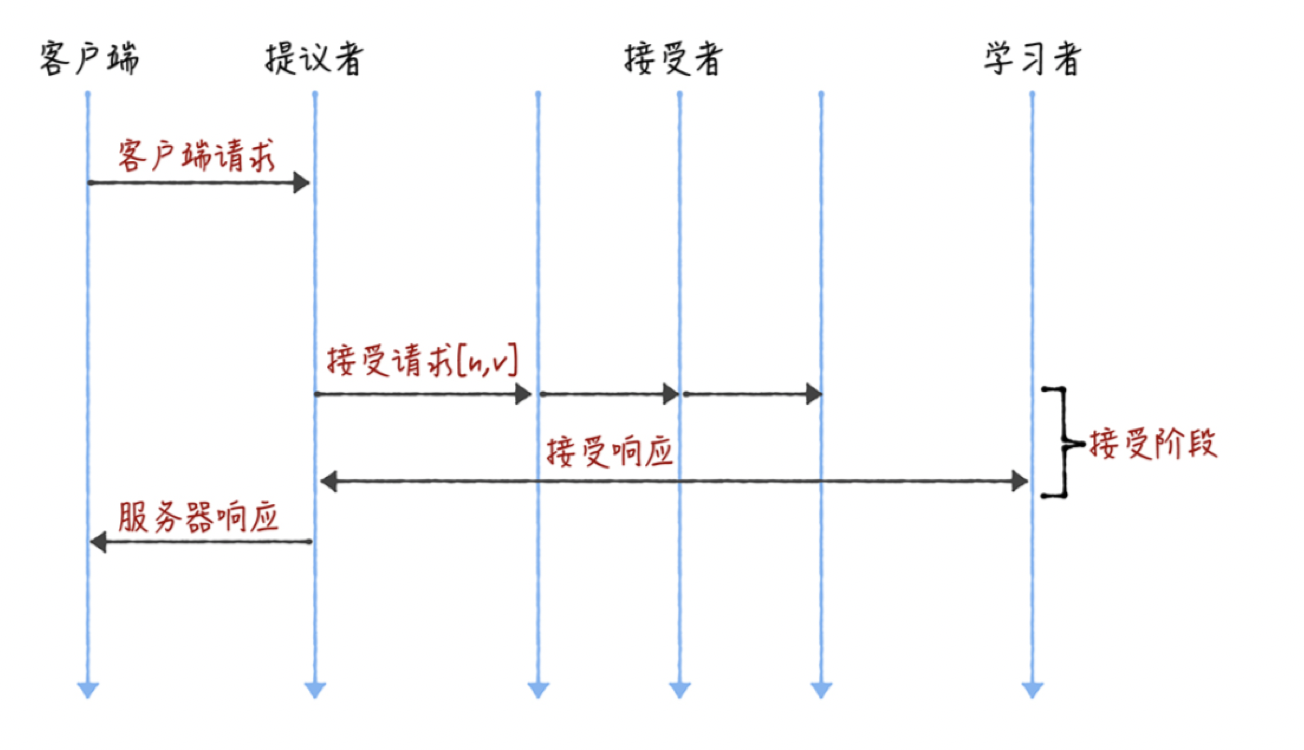 客户端 提议者 接受者 学习者
客户端请求
接受请求[n,v]
接受响应
接受阶段
服务器响应